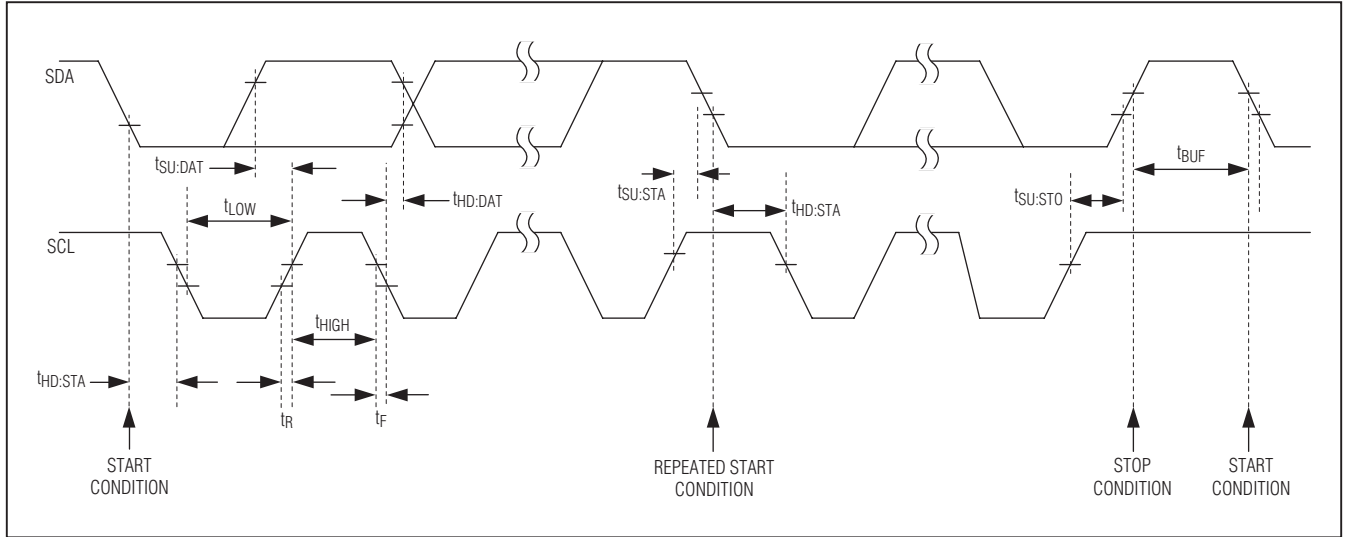 SDA
tSU:DAT
tLOW
tHD:DAT
tSU:STA
tHD:STA
tBUF
tSU:STO
SCL
tHIGH
tHD:STA
tR
tF
START
CONDITION
REPEATED START
CONDITION
STOP
CONDITION
START
CONDITION